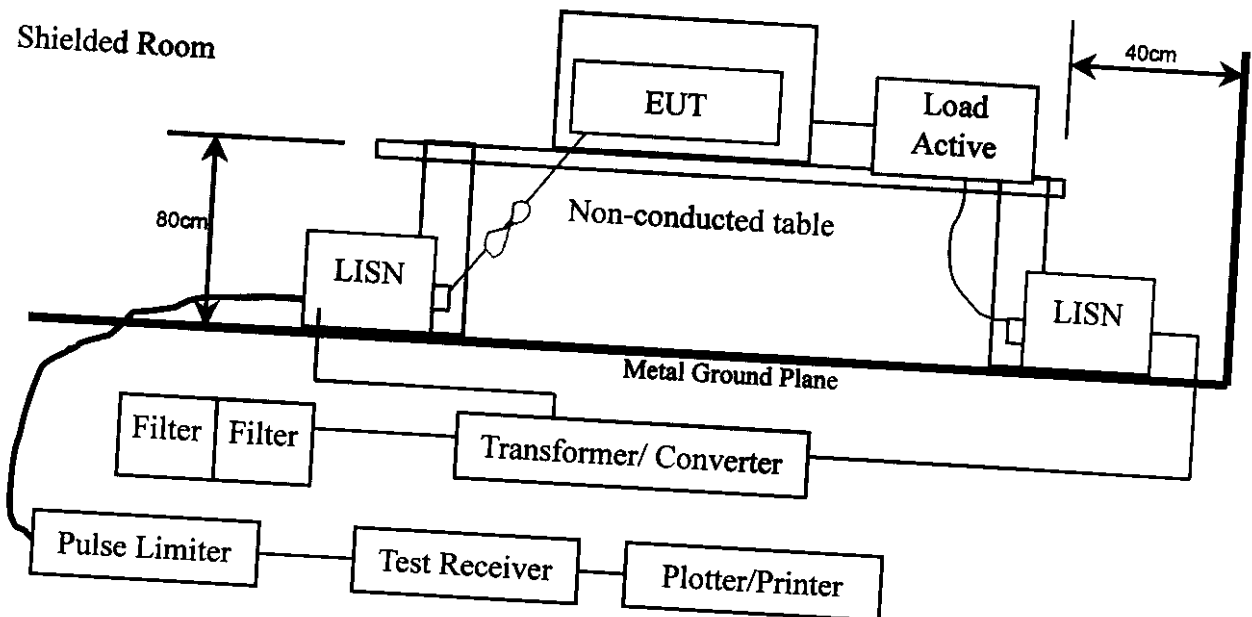 Shielded Room
40cm
EUT
Load
Active
80cm
Non-conducted table
LISN
LISN
Metal Ground Plane
Filter Filter
Transformer/ Converter
Pulse Limiter
Test Receiver
Plotter/Printer